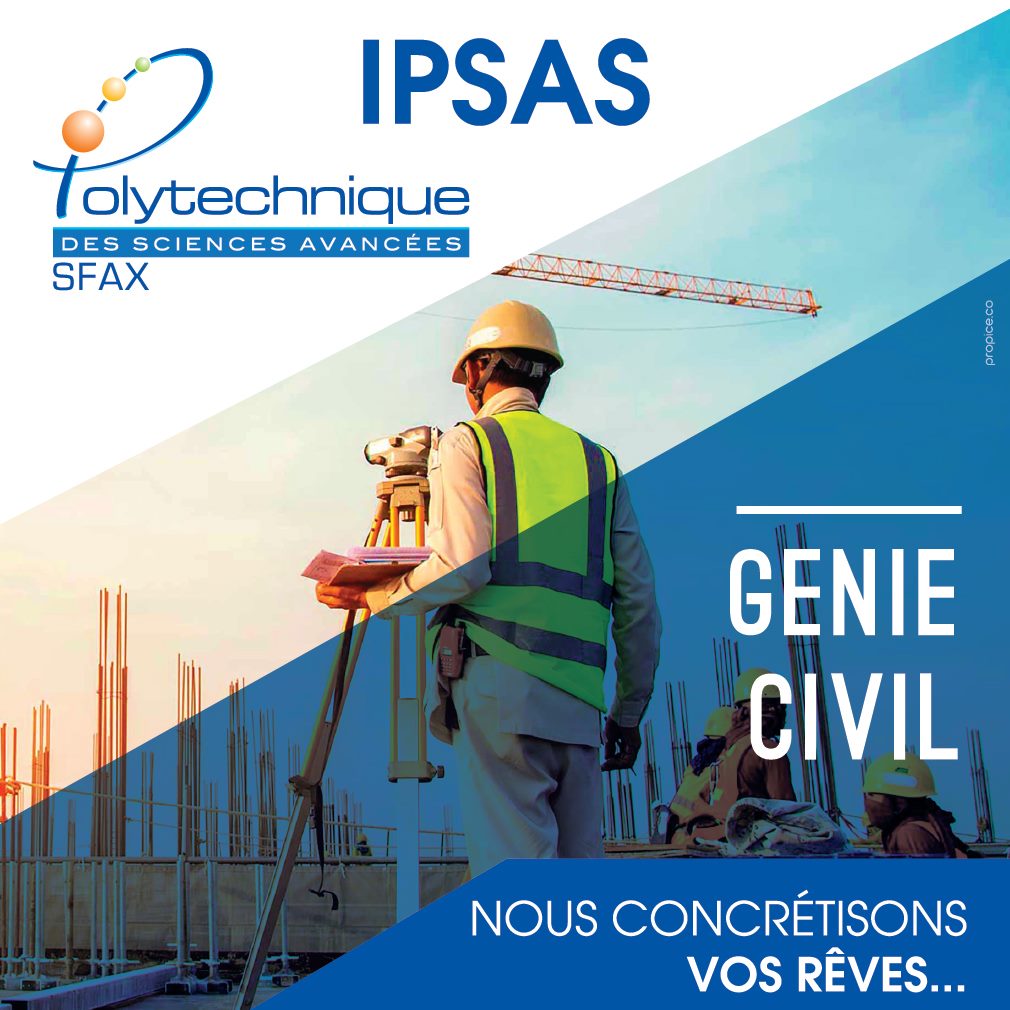 IPSAS
Polytechnique
DES SCIENCES AVANCÉES
SFAX
propice.co
GENIE
CIVIL
NOUS CONCRÉTISONS
VOS RÊVES...